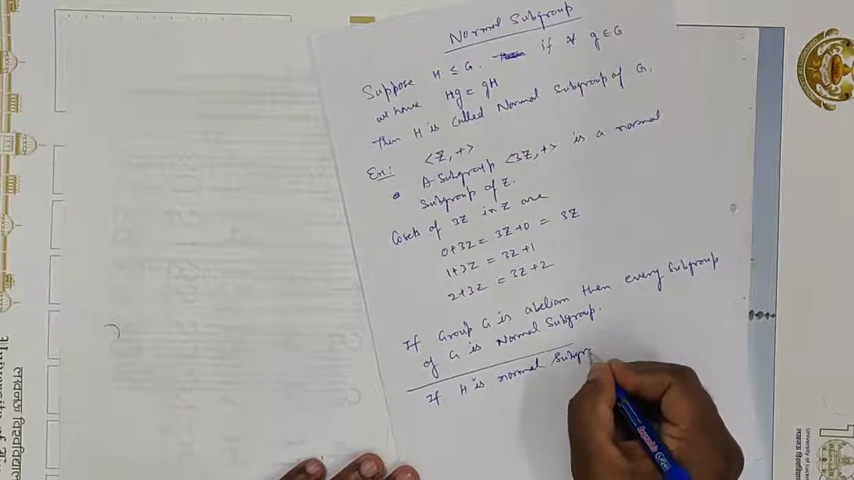 Normal Subgroup
Suppose H ≤ G. if ∀ g ∈ G
we have Hg = gH
Then H is called Normal Subgroup of G.
Ex: <Z, +>
• A Subgroup <3Z, +> is a normal
Subgroup of Z.
Cosets of 3Z in Z are
0+3Z = 3Z+0 = 3Z
1+3Z = 3Z+1
2+3Z = 3Z+2
If Group G is abelian then every Subgroup
of G is Normal Subgroup.
If H is normal Subgr